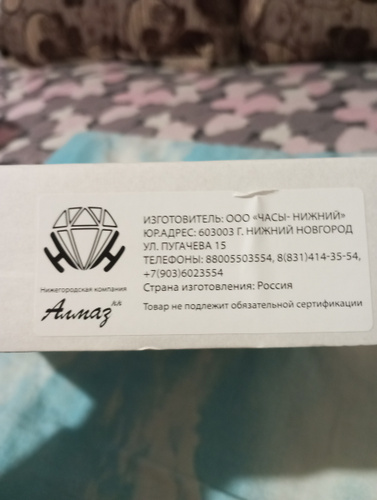 ИЗГОТОВИТЕЛЬ: ООО «ЧАСЫ- НИЖНИЙ»
ЮР.АДРЕС: 603003 Г. НИЖНИЙ НОВГОРОД
УЛ. ПУГАЧЕВА 15
ТЕЛЕФОНЫ: 88005503554, 8(831)414-35-54,
+7(903)6023554
Страна изготовления: Россия
Товар не подлежит обязательной сертификации
НН
Нижегородская компания
Алмаз